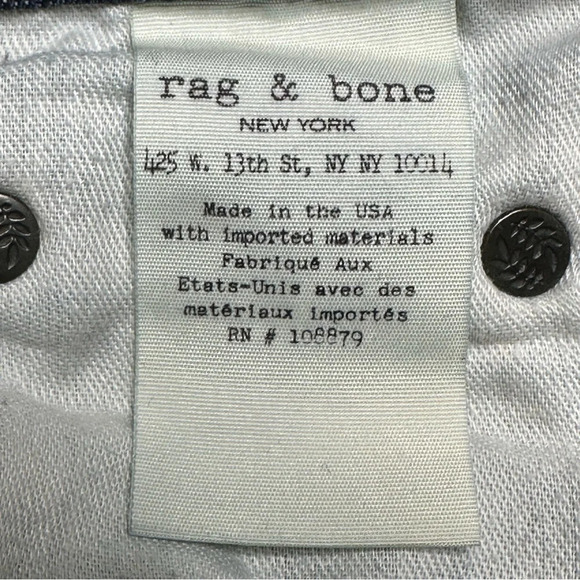 rag & bone
NEW YORK
425 W. 13th St, NY NY 10014
Made in the USA
with imported materials
Fabriqué Aux
Etats-Unis avec des
matériaux importés
RN # 108879